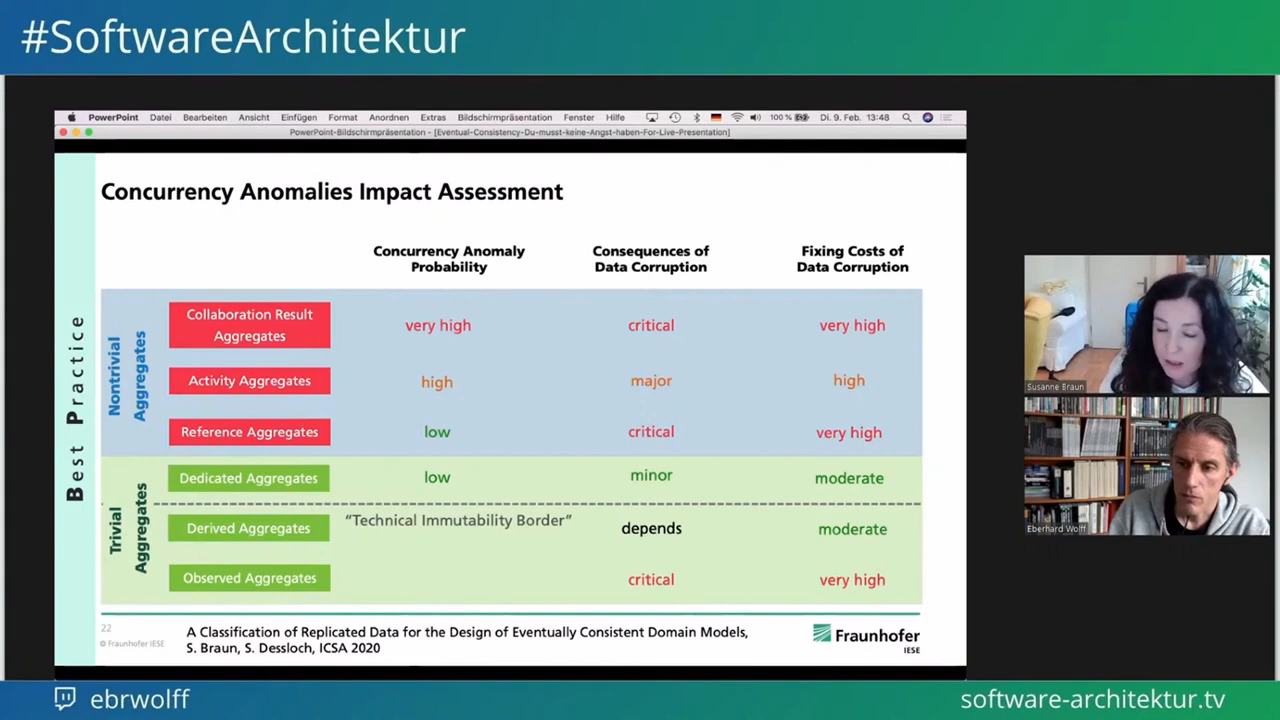 #SoftwareArchitektur
PowerPoint Datei Bearbeiten Ansicht Einfügen Format Anordnen Extras Bildschirmpräsentation Fenster Hilfe 100 % Di. 9. Feb. 13:48
PowerPoint-Bildschirmpräsentation - [Eventual-Consistency-Du-musst-keine-Angst-haben-For-Live-Presentation]
Best Practice
Concurrency Anomalies Impact Assessment
Concurrency Anomaly
Probability
Consequences of
Data Corruption
Fixing Costs of
Data Corruption
Nontrivial
Aggregates
Collaboration Result
Aggregates
very high
critical
very high
Activity Aggregates
high
major
high
Reference Aggregates
low
critical
very high
Trivial
Aggregates
Dedicated Aggregates
low
minor
moderate
Derived Aggregates
"Technical Immutability Border"
depends
moderate
Observed Aggregates
critical
very high
22
© Fraunhofer IESE
A Classification of Replicated Data for the Design of Eventually Consistent Domain Models,
S. Braun, S. Dessloch, ICSA 2020
Fraunhofer
IESE
Susanne Braun
Eberhard Wolff
ebrwolff
software-architektur.tv